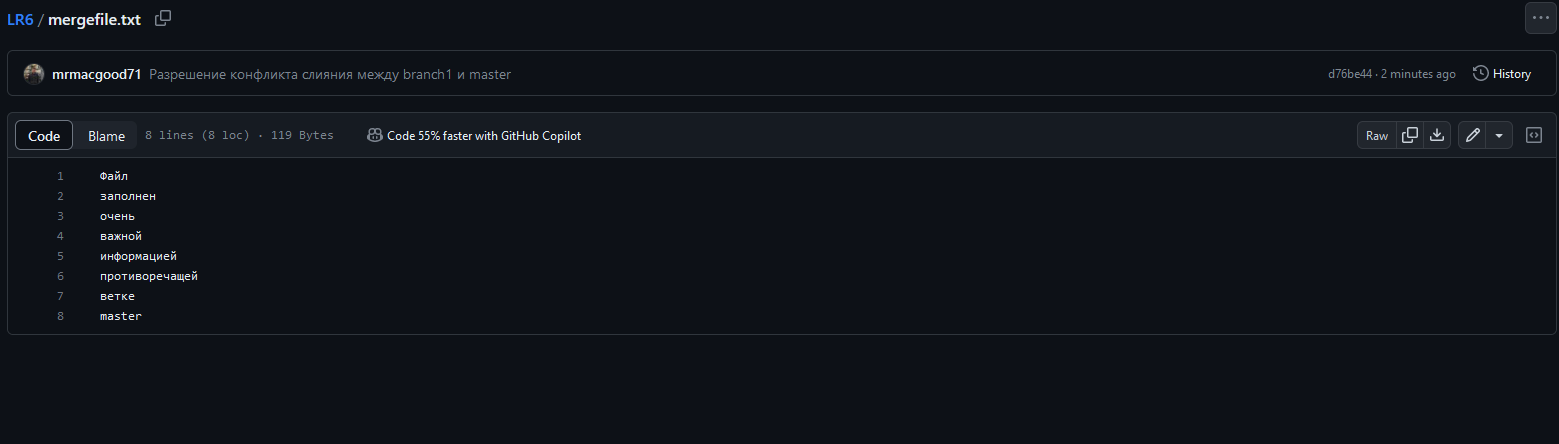 LR6 / mergefile.txt
mrmacgood71 Разрешение конфликта слияния между branch1 и master d76be44 · 2 minutes ago History
Code Blame 8 lines (8 loc) · 119 Bytes Code 55% faster with GitHub Copilot Raw
1 Файл
2 заполнен
3 очень
4 важной
5 информацией
6 противоречащей
7 ветке
8 master